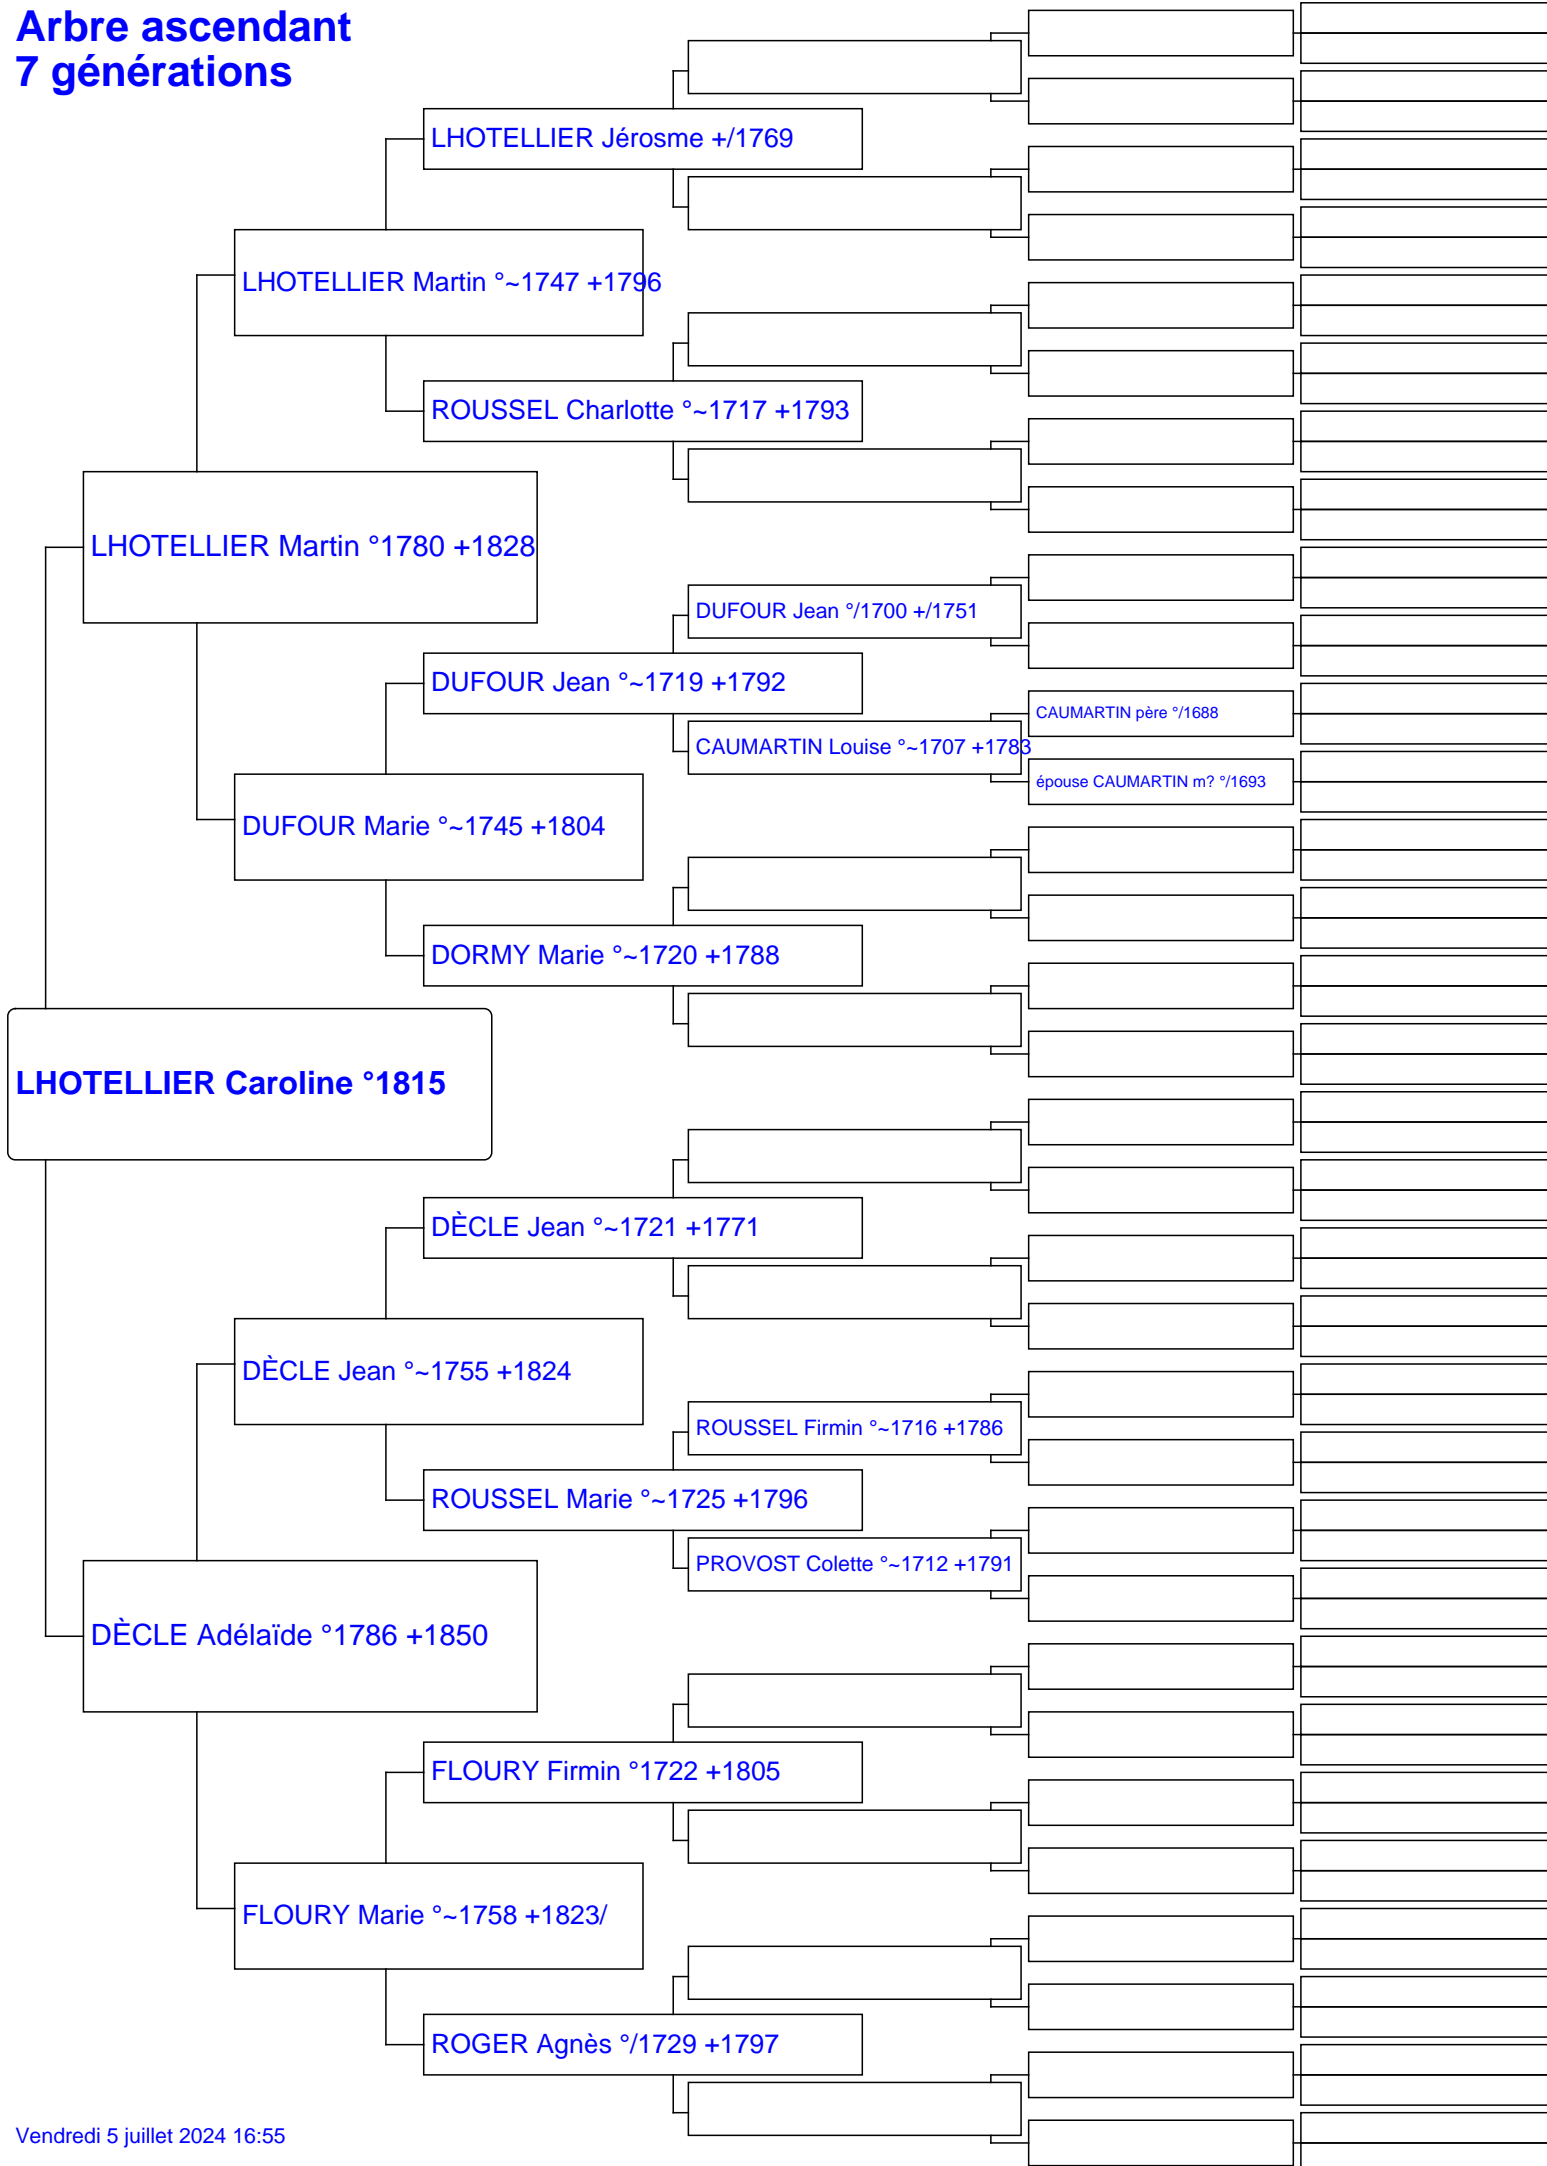 Arbre ascendant
7 générations
LHOTELLIER Jérosme +/1769
LHOTELLIER Martin °~1747 +1796
ROUSSEL Charlotte °~1717 +1793
LHOTELLIER Martin °1780 +1828
DUFOUR Jean °/1700 +/1751
DUFOUR Jean °~1719 +1792
CAUMARTIN père °/1688
CAUMARTIN Louise °~1707 +1783
épouse CAUMARTIN m? °/1693
DUFOUR Marie °~1745 +1804
DORMY Marie °~1720 +1788
LHOTELLIER Caroline °1815
DÈCLE Jean °~1721 +1771
DÈCLE Jean °~1755 +1824
ROUSSEL Firmin °~1716 +1786
ROUSSEL Marie °~1725 +1796
PROVOST Colette °~1712 +1791
DÈCLE Adélaïde °1786 +1850
FLOURY Firmin °1722 +1805
FLOURY Marie °~1758 +1823/
ROGER Agnès °/1729 +1797
Vendredi 5 juillet 2024 16:55